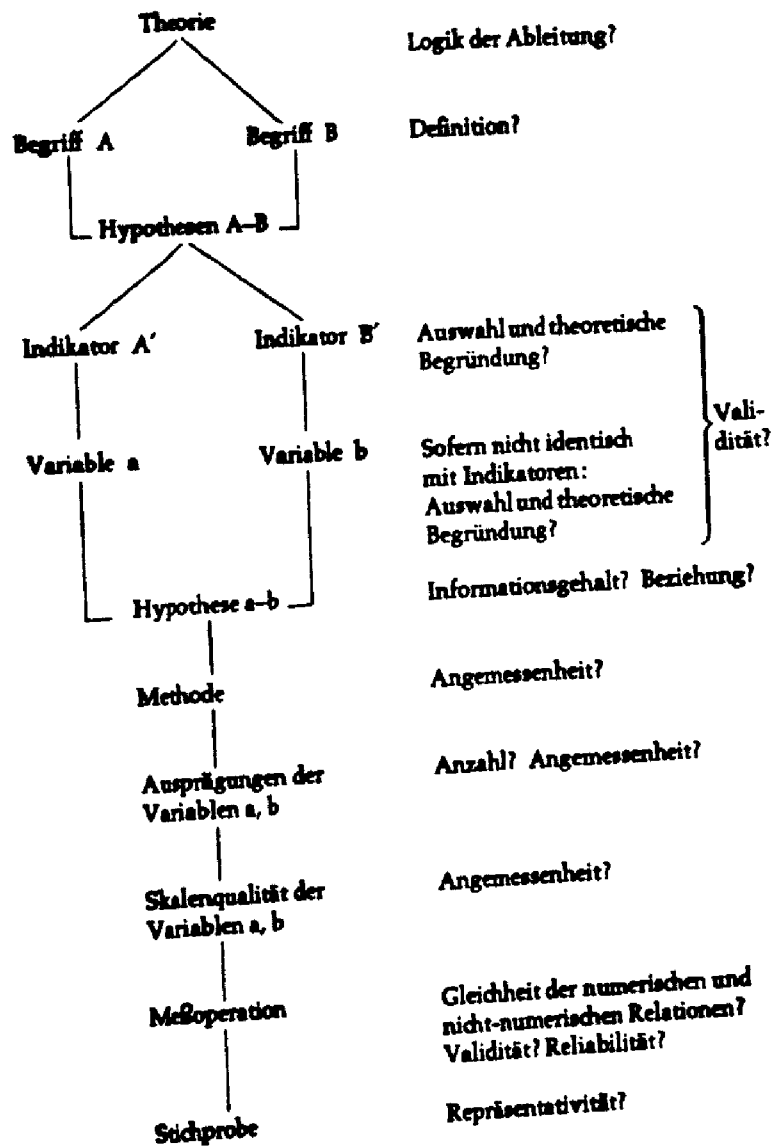 Theorie
Logik der Ableitung?
Begriff A
Begriff B
Definition?
Hypothesen A–B
Indikator A′
Indikator B′
Auswahl und theoretische
Begründung?
Vali-
dität?
Variable a
Variable b
Sofern nicht identisch
mit Indikatoren:
Auswahl und theoretische
Begründung?
Hypothese a–b
Informationsgehalt? Beziehung?
Methode
Angemessenheit?
Ausprägungen der
Variablen a, b
Anzahl? Angemessenheit?
Skalenqualität der
Variablen a, b
Angemessenheit?
Meßoperation
Gleichheit der numerischen und
nicht-numerischen Relationen?
Validität? Reliabilität?
Stichprobe
Repräsentativität?